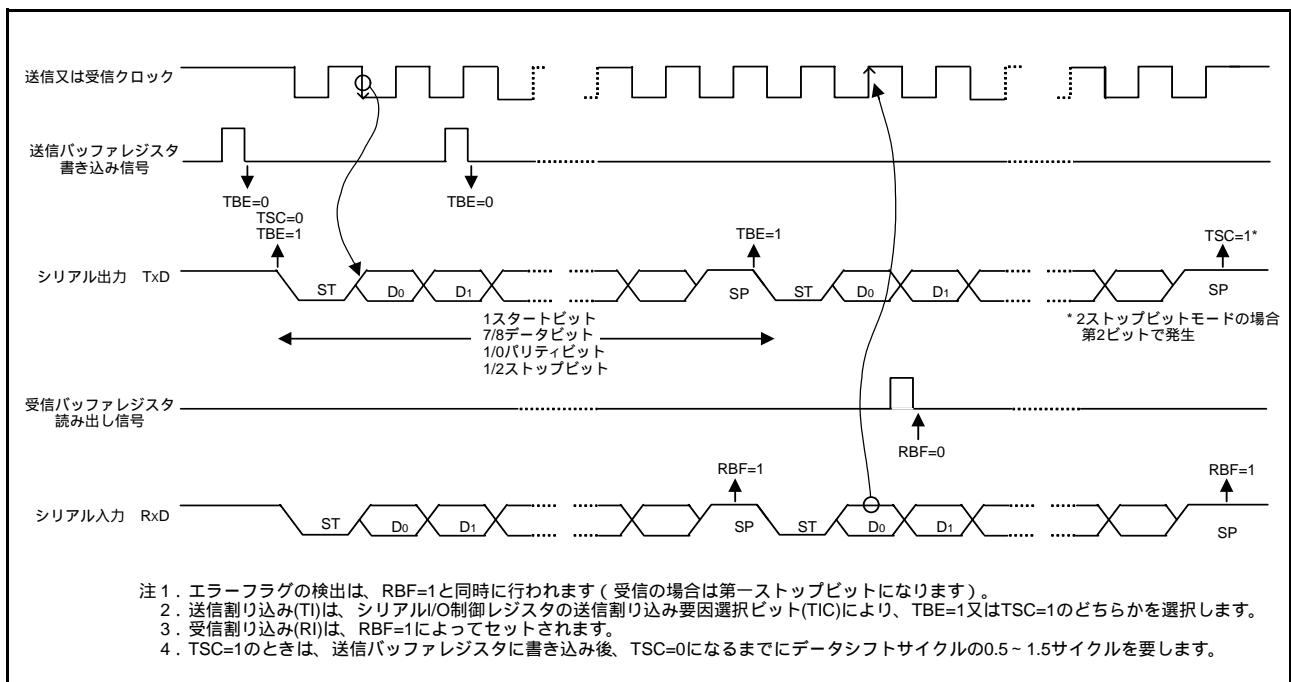 送信又は受信クロック
送信バッファレジスタ
書き込み信号
TBE=0
TBE=0
TSC=0
TBE=1
TBE=1
TSC=1*
シリアル出力 TxD
ST
D0
D1
SP
ST
D0
D1
SP
1スタートビット
7/8データビット
1/0パリティビット
1/2ストップビット
* 2ストップビットモードの場合
第2ビットで発生
受信バッファレジスタ
読み出し信号
RBF=0
RBF=1
RBF=1
シリアル入力 RxD
ST
D0
D1
SP
ST
D0
D1
SP
注1．エラーフラグの検出は、RBF=1と同時に行われます（受信の場合は第一ストップビットになります）。
2．送信割り込み(TI)は、シリアルI/O制御レジスタの送信割り込み要因選択ビット(TIC)により、TBE=1又はTSC=1のどちらかを選択します。
3．受信割り込み(RI)は、RBF=1によってセットされます。
4．TSC=1のときは、送信バッファレジスタに書き込み後、TSC=0になるまでにデータシフトサイクルの0.5～1.5サイクルを要します。